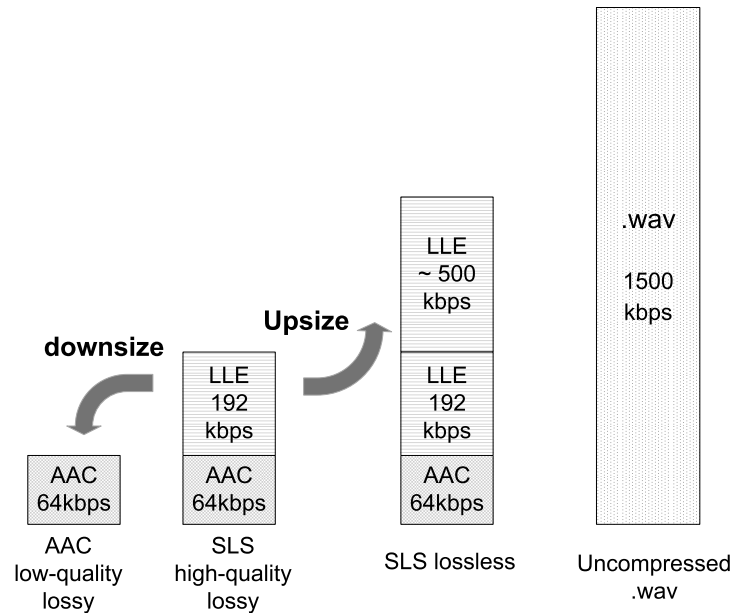 .wav
1500
kbps
LLE
~ 500
kbps
Upsize
downsize
LLE
192
kbps
LLE
192
kbps
AAC
64kbps
AAC
64kbps
AAC
64kbps
AAC
low-quality
lossy
SLS
high-quality
lossy
SLS lossless
Uncompressed
.wav